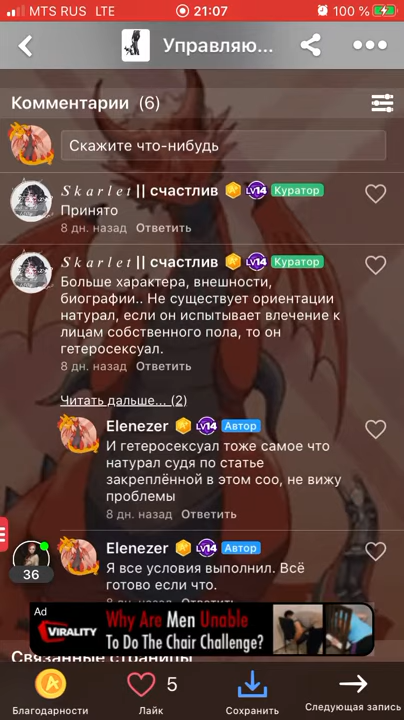 MTS RUS LTE 21:07 100 %
Управляю...
Комментарии (6)
Скажите что-нибудь
Skarlet || счастлив LV14 Куратор
Принято
8 дн. назад Ответить
Skarlet || счастлив LV14 Куратор
Больше характера, внешности,
биографии.. Не существует ориентации
натурал, если он испытывает влечение к
лицам собственного пола, то он
гетеросексуал.
8 дн. назад Ответить
Читать дальше... (2)
Elenezer LV14 Автор
И гетеросексуал тоже самое что
натурал судя по статье
закреплённой в этом соо, не вижу
проблемы
8 дн. назад Ответить
Elenezer LV14 Автор
Я все условия выполнил. Всё
готово если что.
8 дн. назад Ответить
36
Ad
VIRALITY
Why Are Men Unable
To Do The Chair Challenge?
Связанные страницы
Благодарности
5
Лайк
Сохранить
Следующая запись